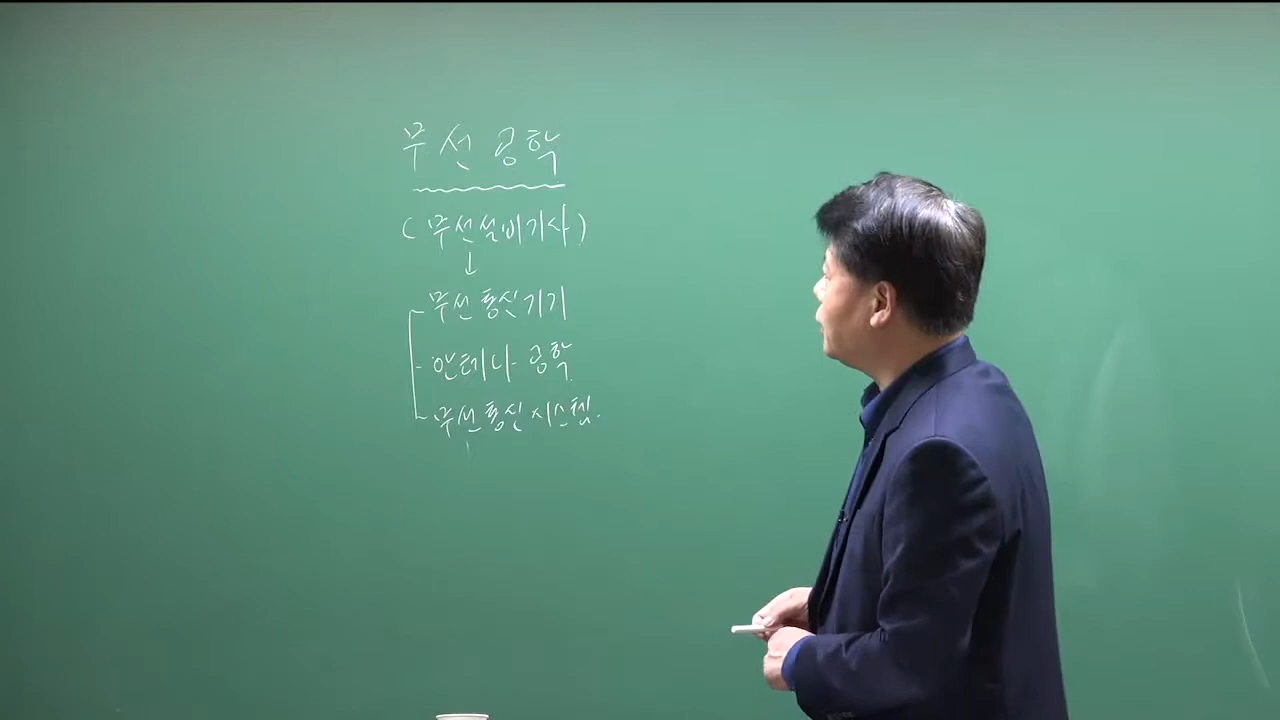 무선 공학
(무선설비기사)
↓
무선통신기기
안테나 공학
무선통신시스템.